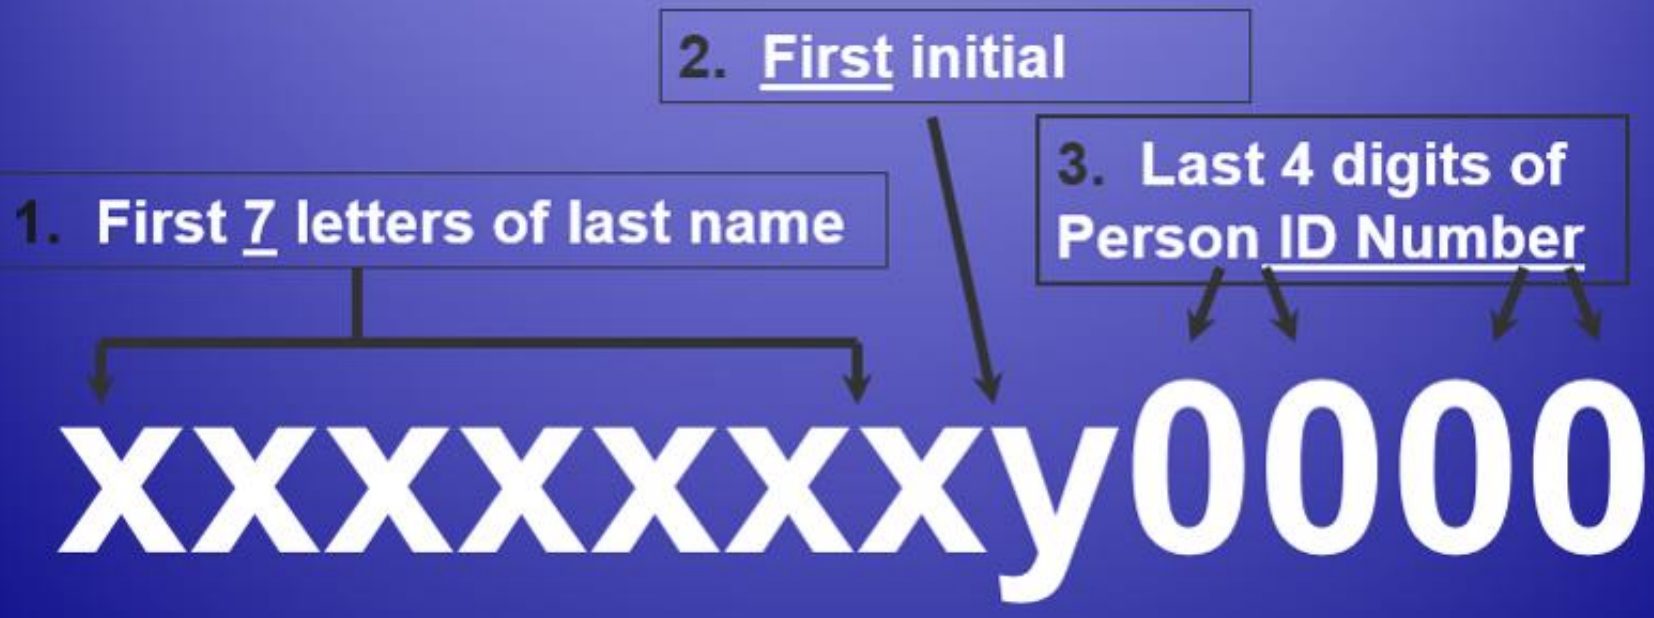 2. First initial
3. Last 4 digits of
Person ID Number
1. First 7 letters of last name
xxxxxxxy0000